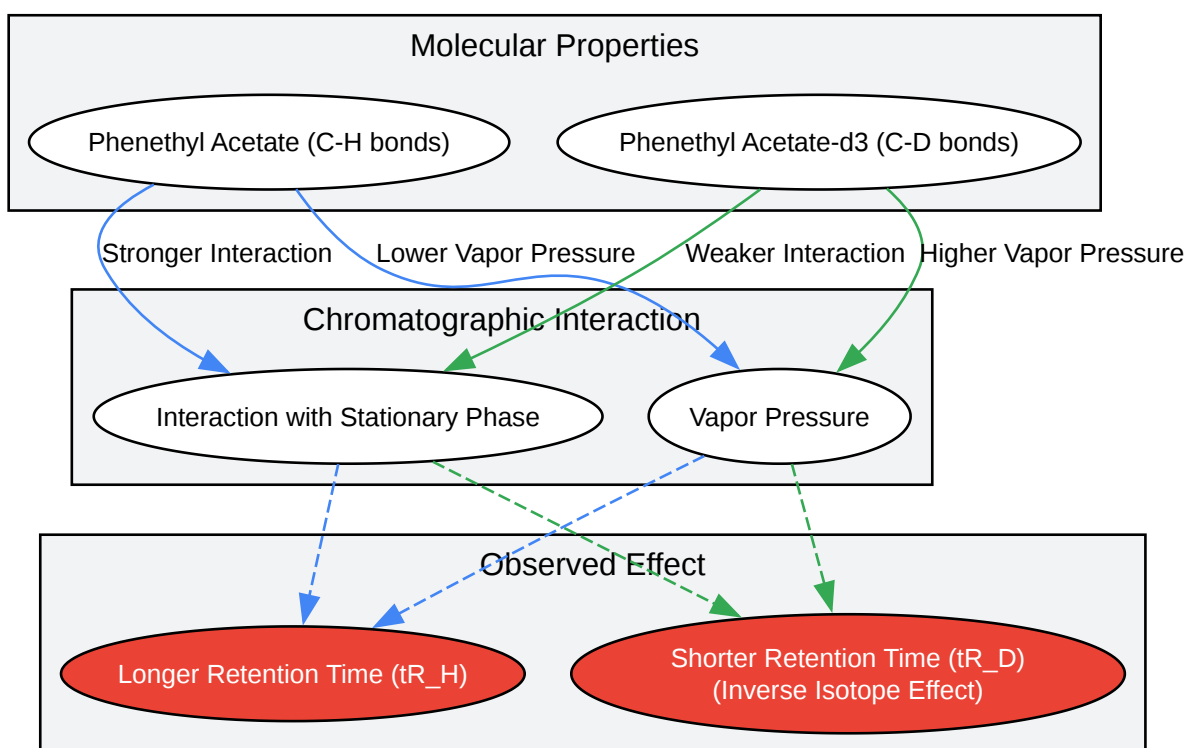 Molecular Properties
Phenethyl Acetate (C-H bonds)
Phenethyl Acetate-d3 (C-D bonds)
Stronger Interaction
Lower Vapor Pressure
Weaker Interaction
Higher Vapor Pressure
Chromatographic Interaction
Interaction with Stationary Phase
Vapor Pressure
Observed Effect
Longer Retention Time (tR_H)
Shorter Retention Time (tR_D)
(Inverse Isotope Effect)